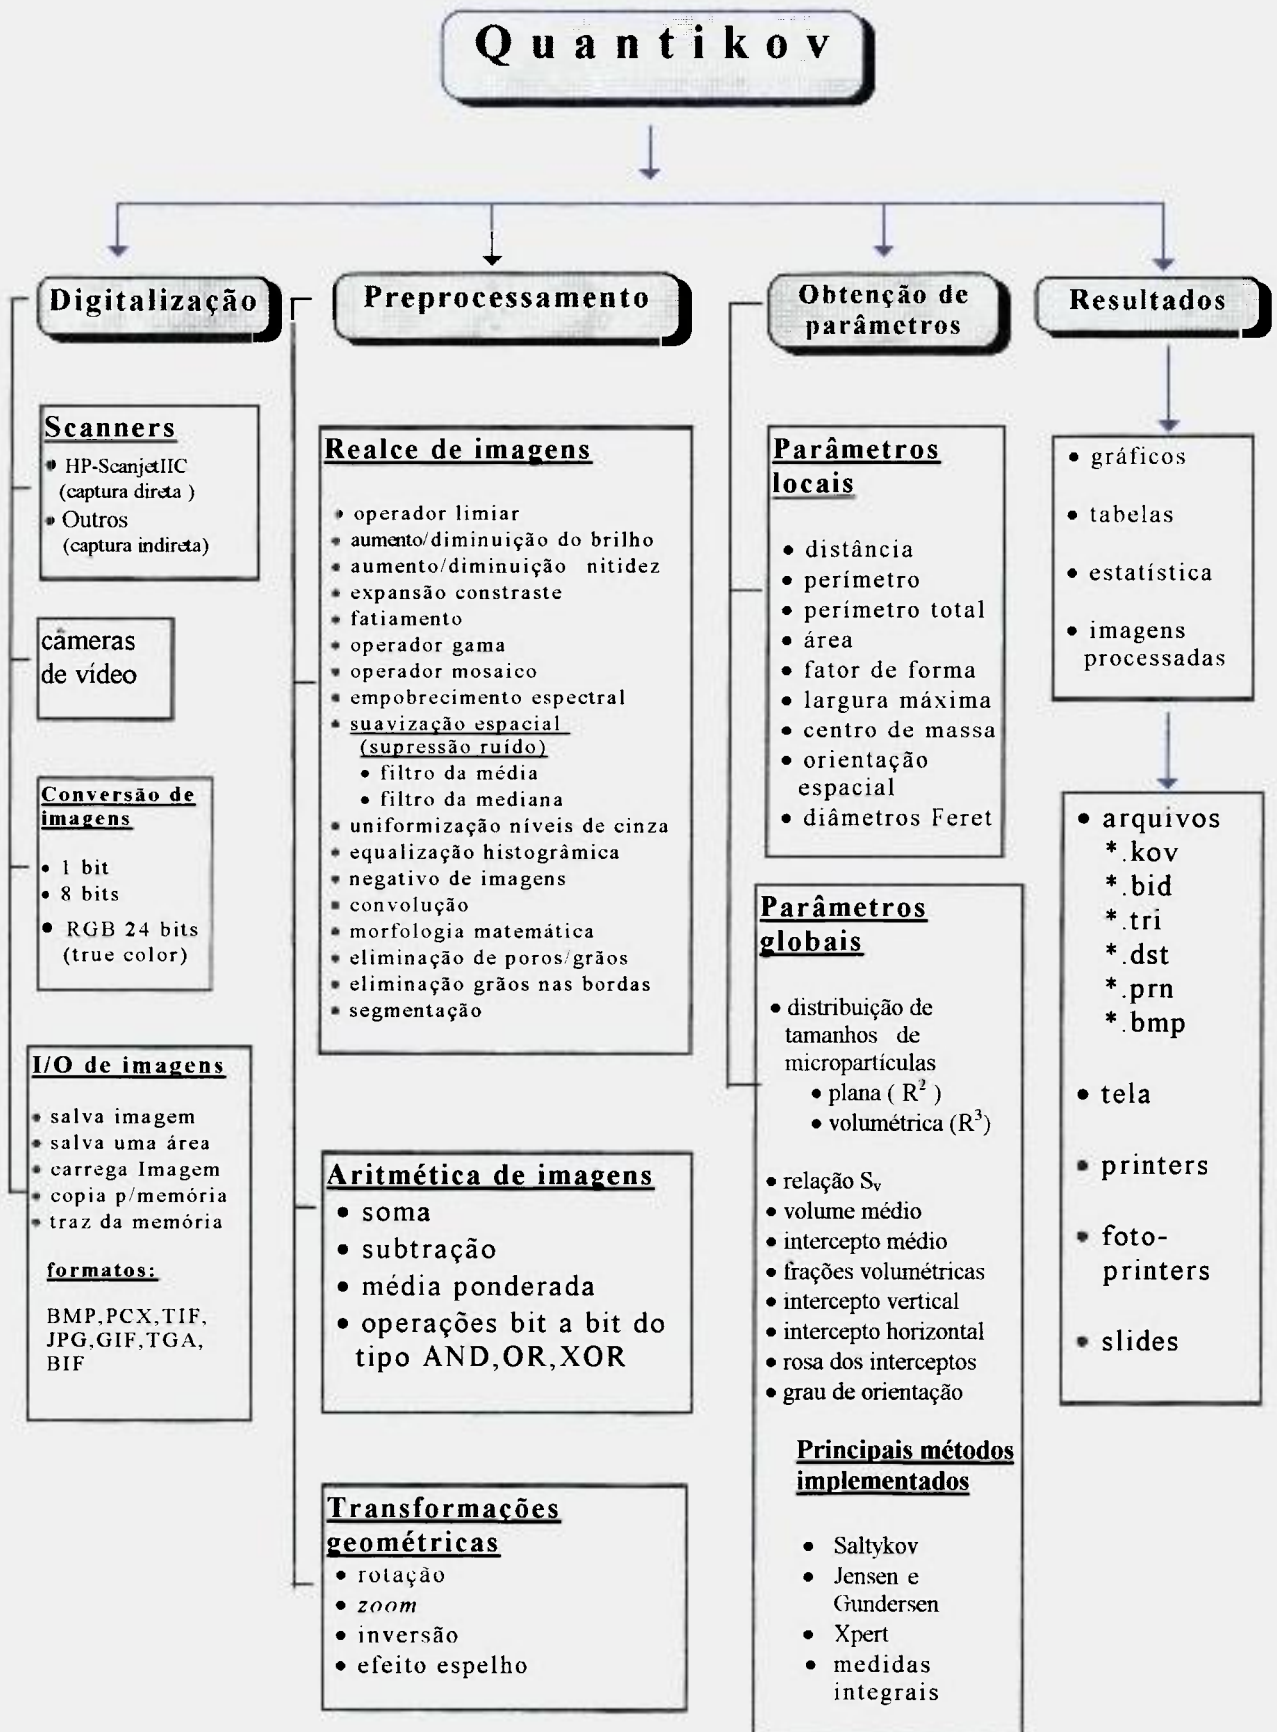 Quantikov
Digitalização
Scanners
• HP-ScanjetIIC
(captura direta )
• Outros
(captura indireta)
câmeras
de vídeo
Conversão de
imagens
• 1 bit
• 8 bits
• RGB 24 bits
(true color)
I/O de imagens
• salva imagem
• salva uma área
• carrega Imagem
• copia p/memória
• traz da memória
formatos:
BMP,PCX,TIF,
JPG,GIF,TGA,
BIF
Preprocessamento
Realce de imagens
• operador limiar
• aumento/diminuição do brilho
• aumento/diminuição nitidez
• expansão constraste
• fatiamento
• operador gama
• operador mosaico
• empobrecimento espectral
• suavização espacial
(supressão ruído)
• filtro da média
• filtro da mediana
• uniformização níveis de cinza
• equalização histogrâmica
• negativo de imagens
• convolução
• morfologia matemática
• eliminação de poros/grãos
• eliminação grãos nas bordas
• segmentação
Aritmética de imagens
• soma
• subtração
• média ponderada
• operações bit a bit do
tipo AND,OR,XOR
Transformações
geométricas
• rotação
• zoom
• inversão
• efeito espelho
Obtenção de
parâmetros
Parâmetros
locais
• distância
• perímetro
• perímetro total
• área
• fator de forma
• largura máxima
• centro de massa
• orientação
espacial
• diâmetros Feret
Parâmetros
globais
• distribuição de
tamanhos de
micropartículas
• plana ( R² )
• volumétrica (R³)
• relação Sᵥ
• volume médio
• intercepto médio
• frações volumétricas
• intercepto vertical
• intercepto horizontal
• rosa dos interceptos
• grau de orientação
Principais métodos
implementados
• Saltykov
• Jensen e
Gundersen
• Xpert
• medidas
integrais
Resultados
• gráficos
• tabelas
• estatística
• imagens
processadas
• arquivos
*.kov
*.bid
*.tri
*.dst
*.prn
*.bmp
• tela
• printers
• foto-
printers
• slides